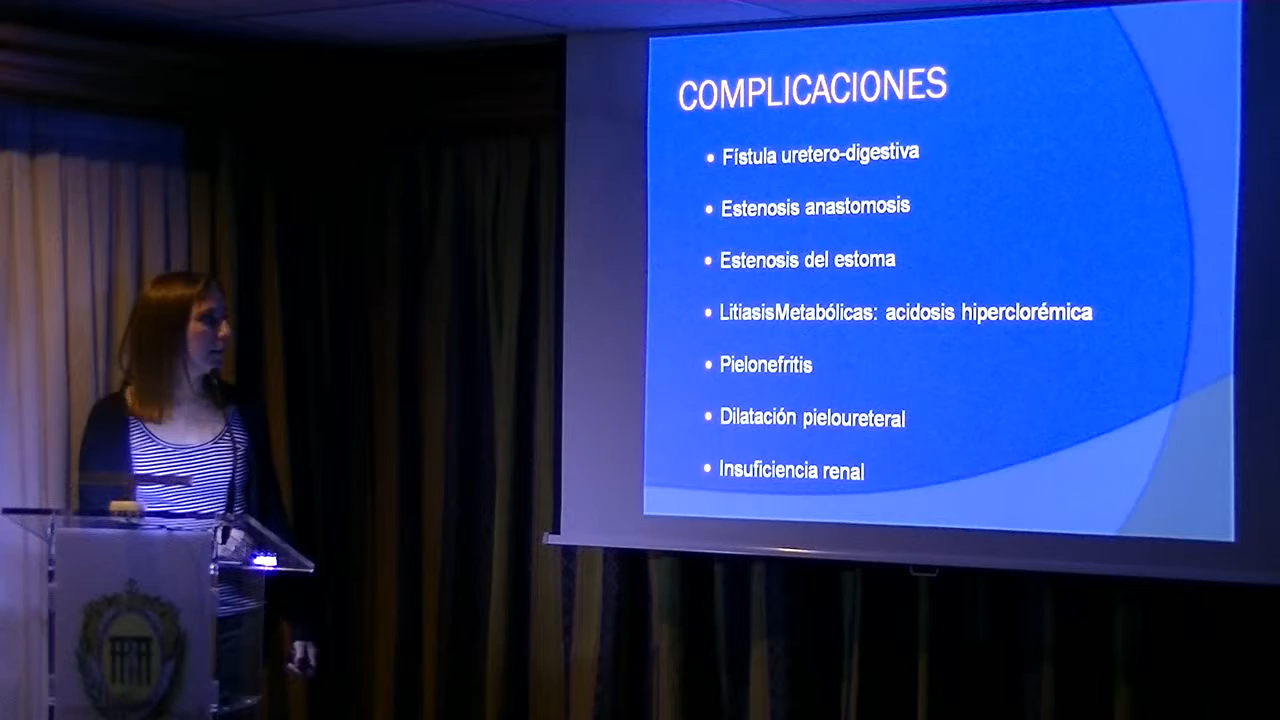 COMPLICACIONES
• Fístula uretero-digestiva
• Estenosis anastomosis
• Estenosis del estoma
• LitiasisMetabólicas: acidosis hiperclorémica
• Pielonefritis
• Dilatación pieloureteral
• Insuficiencia renal